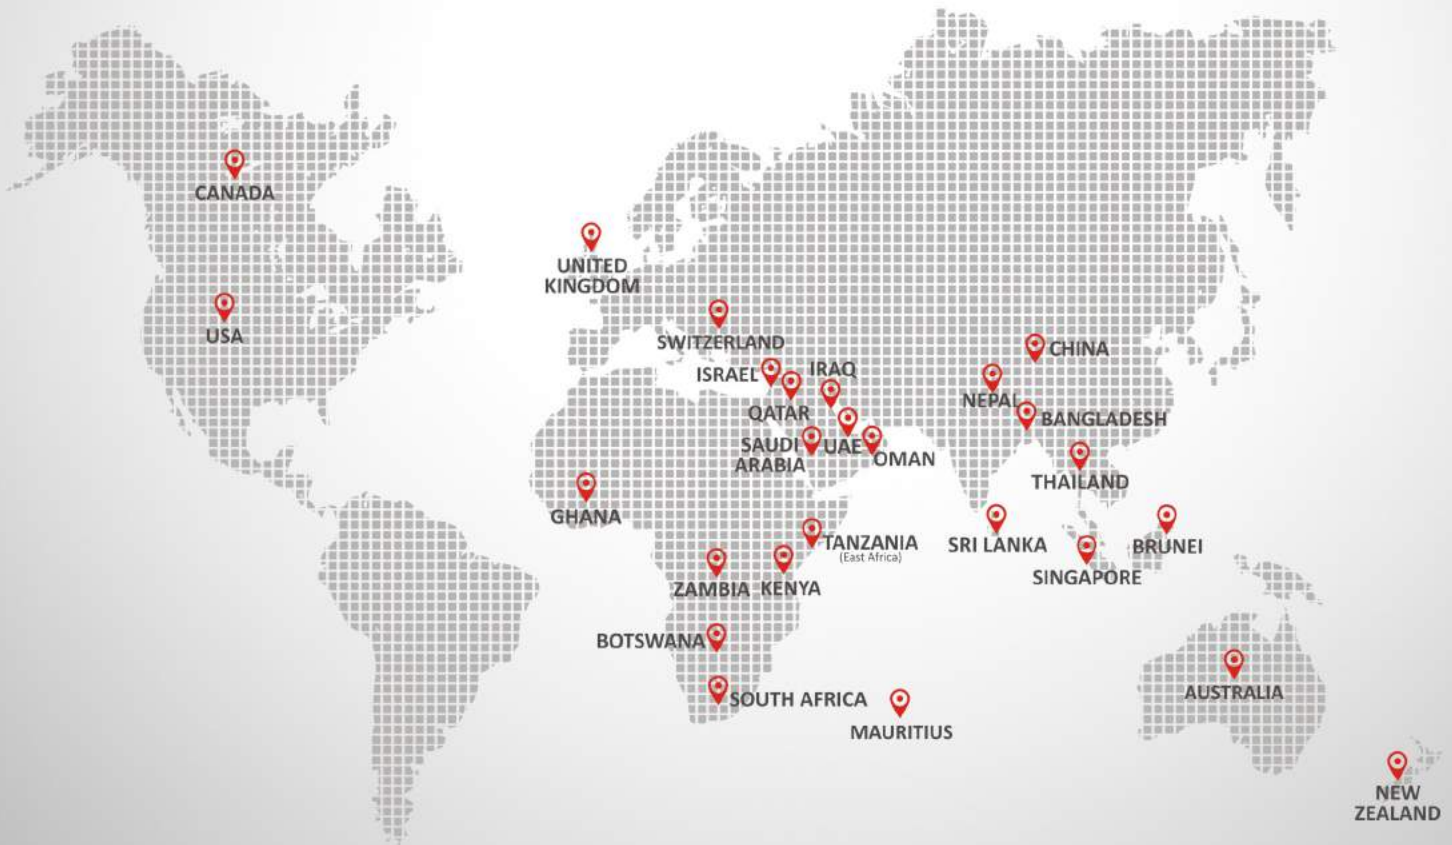 CANADA
USA
UNITED
KINGDOM
SWITZERLAND
ISRAEL
IRAQ
QATAR
SAUDI
ARABIA
UAE
OMAN
CHINA
NEPAL
BANGLADESH
THAILAND
GHANA
TANZANIA
(East Africa)
ZAMBIA
KENYA
SRI LANKA
SINGAPORE
BRUNEI
BOTSWANA
SOUTH AFRICA
MAURITIUS
AUSTRALIA
NEW
ZEALAND